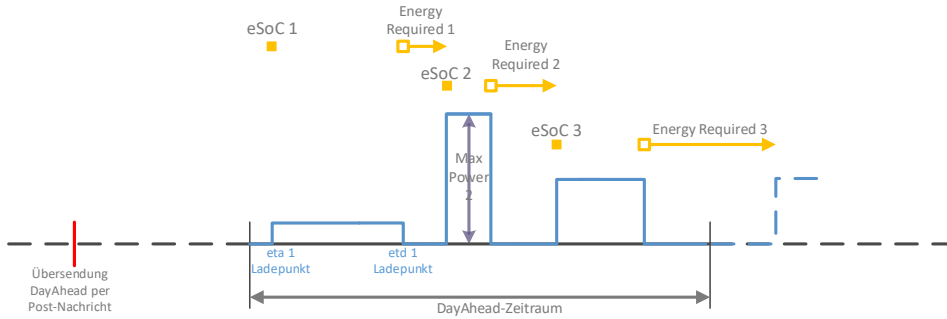 eSoC 1
Energy
Required 1
Energy
Required 2
eSoC 2
eSoC 3
Energy Required 3
Max
Power
2
eta 1
Ladepunkt
etd 1
Ladepunkt
Übersendung
DayAhead per
Post-Nachricht
DayAhead-Zeitraum